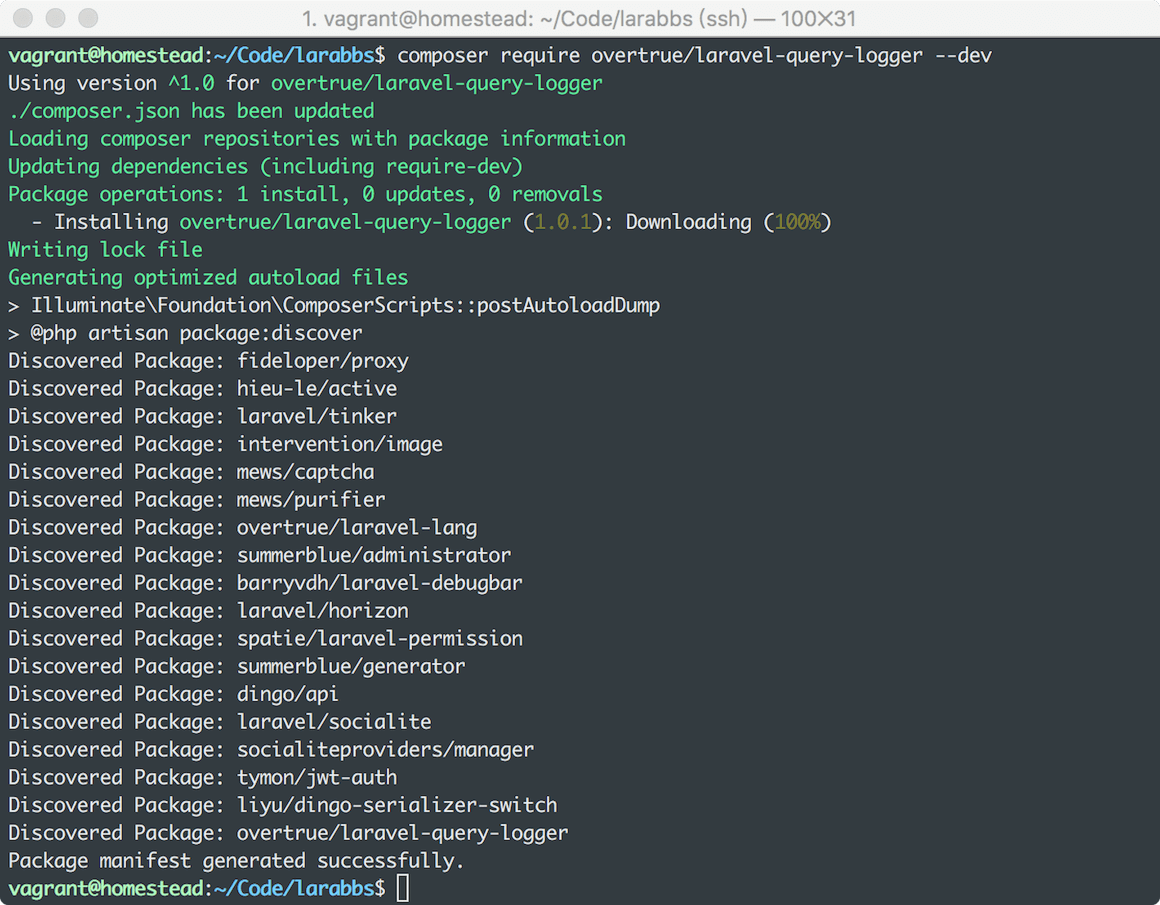 1. vagrant@homestead: ~/Code/larabbs (ssh) — 100×31
vagrant@homestead:~/Code/larabbs$ composer require overtrue/laravel-query-logger --dev
Using version ^1.0 for overtrue/laravel-query-logger
./composer.json has been updated
Loading composer repositories with package information
Updating dependencies (including require-dev)
Package operations: 1 install, 0 updates, 0 removals
  - Installing overtrue/laravel-query-logger (1.0.1): Downloading (100%)
Writing lock file
Generating optimized autoload files
> Illuminate\Foundation\ComposerScripts::postAutoloadDump
> @php artisan package:discover
Discovered Package: fideloper/proxy
Discovered Package: hieu-le/active
Discovered Package: laravel/tinker
Discovered Package: intervention/image
Discovered Package: mews/captcha
Discovered Package: mews/purifier
Discovered Package: overtrue/laravel-lang
Discovered Package: summerblue/administrator
Discovered Package: barryvdh/laravel-debugbar
Discovered Package: laravel/horizon
Discovered Package: spatie/laravel-permission
Discovered Package: summerblue/generator
Discovered Package: dingo/api
Discovered Package: laravel/socialite
Discovered Package: socialiteproviders/manager
Discovered Package: tymon/jwt-auth
Discovered Package: liyu/dingo-serializer-switch
Discovered Package: overtrue/laravel-query-logger
Package manifest generated successfully.
vagrant@homestead:~/Code/larabbs$